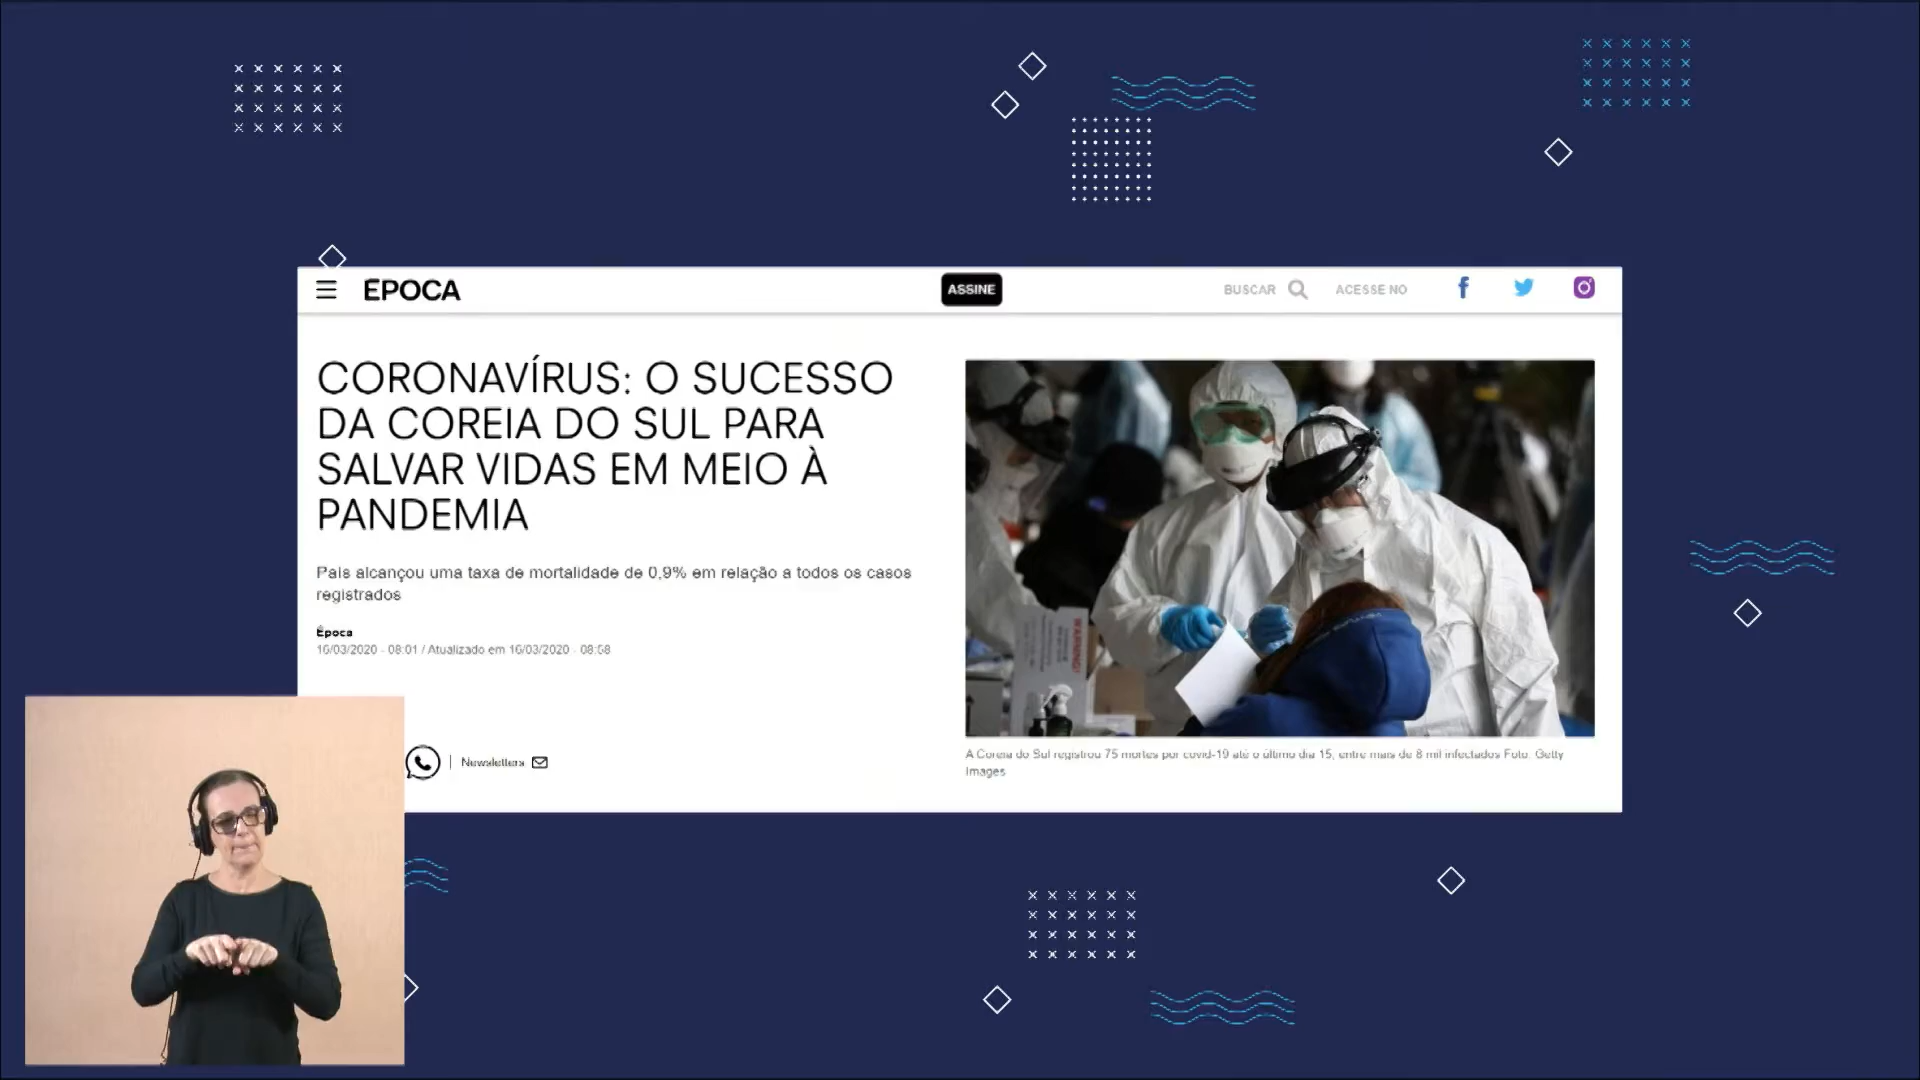 ÉPOCA
ASSINE
BUSCAR
ACESSE NO
CORONAVÍRUS: O SUCESSO
DA COREIA DO SUL PARA
SALVAR VIDAS EM MEIO À
PANDEMIA
País alcançou uma taxa de mortalidade de 0,9% em relação a todos os casos
registrados
Época
16/03/2020 - 08:01 / Atualizado em 16/03/2020 - 08:58
Newsletters
WARNING!
A Coreia do Sul registrou 75 mortes por covid-19 até o último dia 15, entre mais de 8 mil infectados Foto: Getty
Images